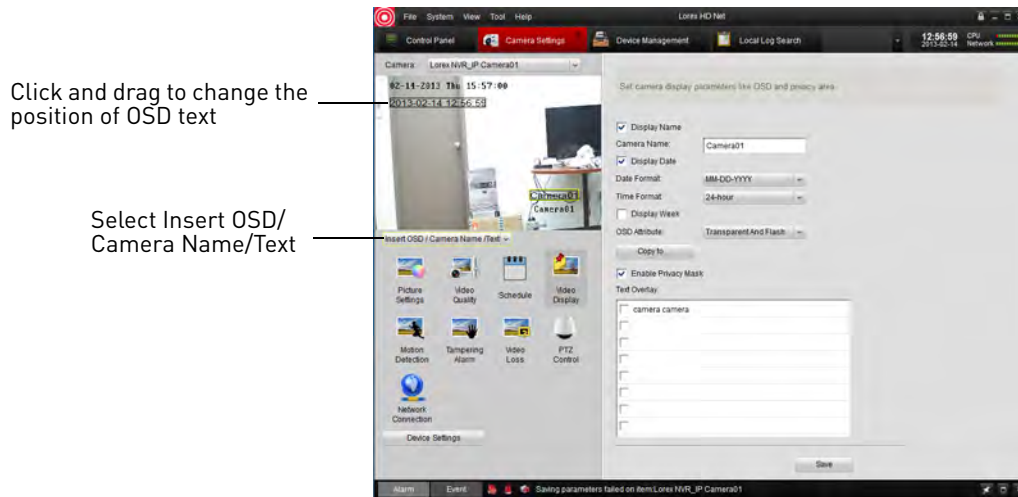 Click and drag to change the
position of OSD text
Select Insert OSD/
Camera Name/Text
File System View Tool Help
Lorex HD Net
Control Panel
Camera Settings
Device Management
Local Log Search
12:56:59
2013-02-14
CPU
Network
Camera: Lorex NVR_IP Camera01
02-14-2013 Thu 15:57:00
2013-02-14 12:56:59
Camera01
Camera01
Insert OSD / Camera Name /Text
Picture
Settings
Video
Quality
Schedule
Video
Display
Motion
Detection
Tampering
Alarm
Video
Loss
PTZ
Control
Network
Connection
Device Settings
Set camera display parameters like OSD and privacy area.
Display Name
Camera Name: Camera01
Display Date
Date Format: MM-DD-YYYY
Time Format: 24-hour
Display Week
OSD Attribute: Transparent And Flash
Copy to
Enable Privacy Mask
Text Overlay:
camera camera
Save
Alarm
Event
Saving parameters failed on item:Lorex NVR_IP Camera01